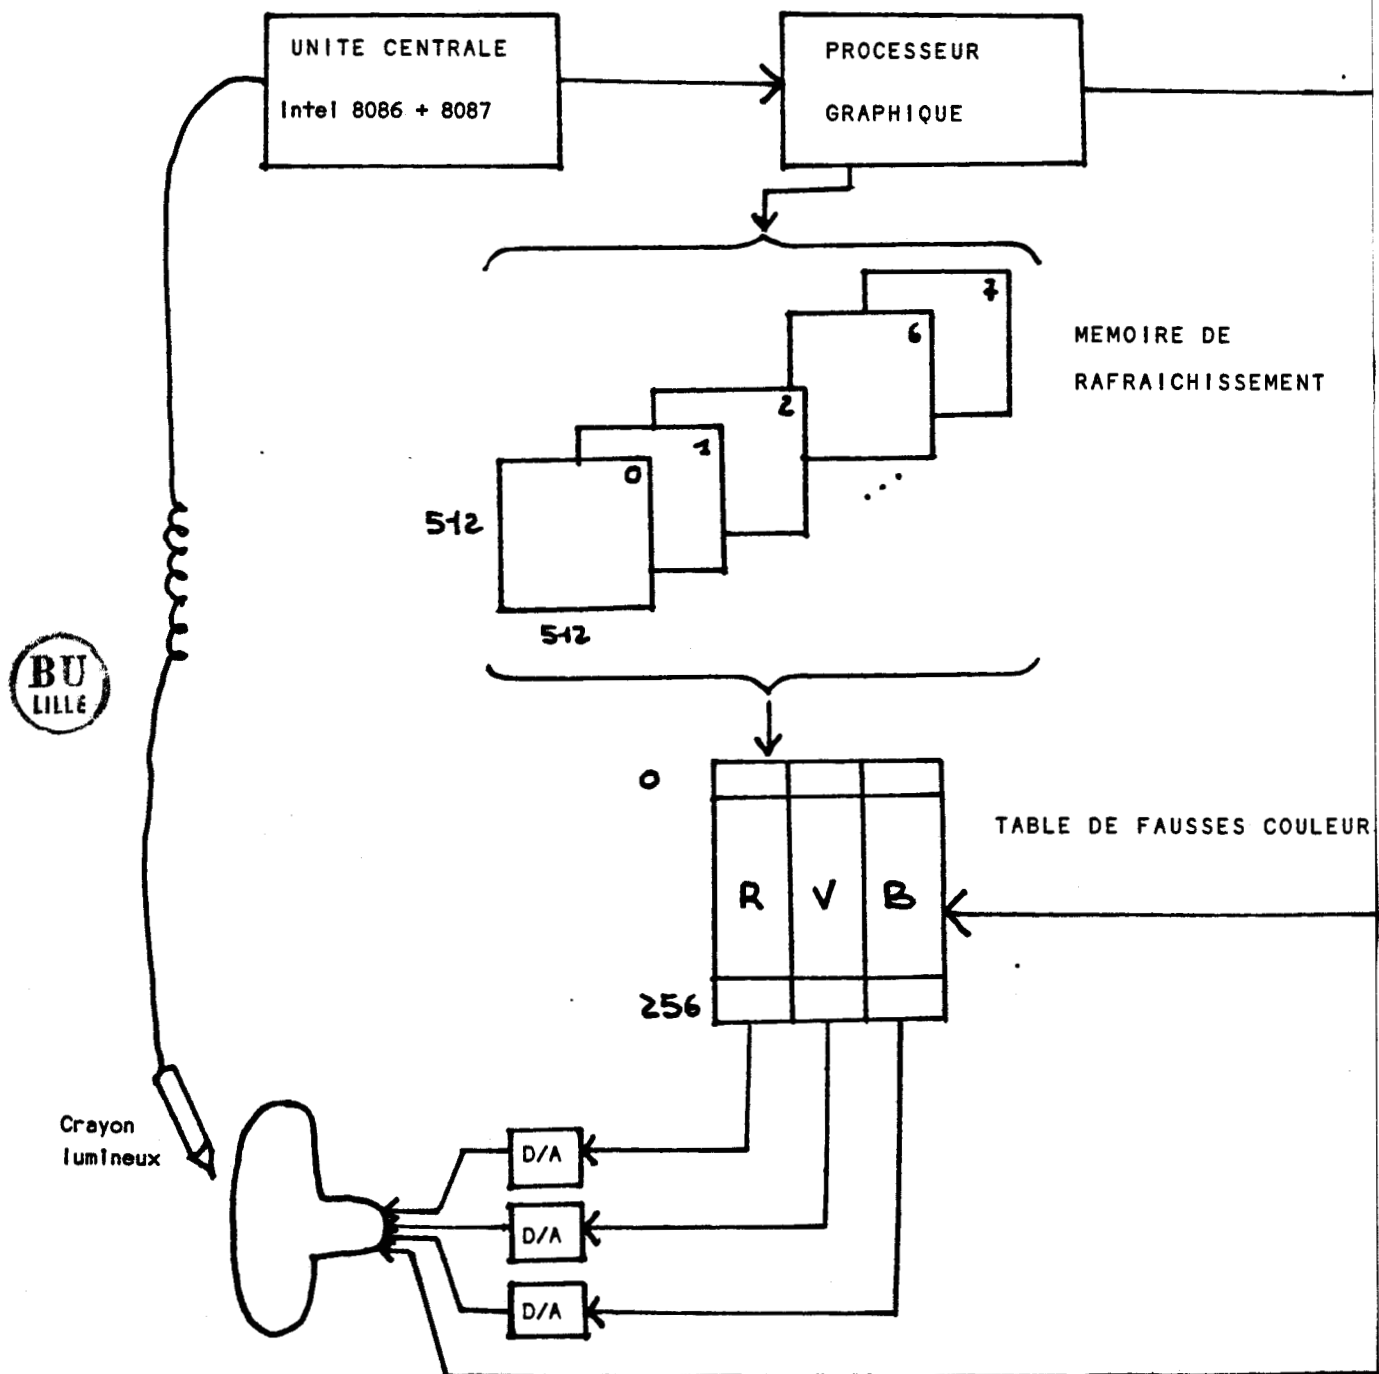 UNITE CENTRALE
Intel 8086 + 8087
PROCESSEUR
GRAPHIQUE
7
6
MEMOIRE DE
RAFRAICHISSEMENT
2
1
0
512
512
BU
LILLE
0
TABLE DE FAUSSES COULEUR
R V B
256
Crayon
lumineux
D/A
D/A
D/A